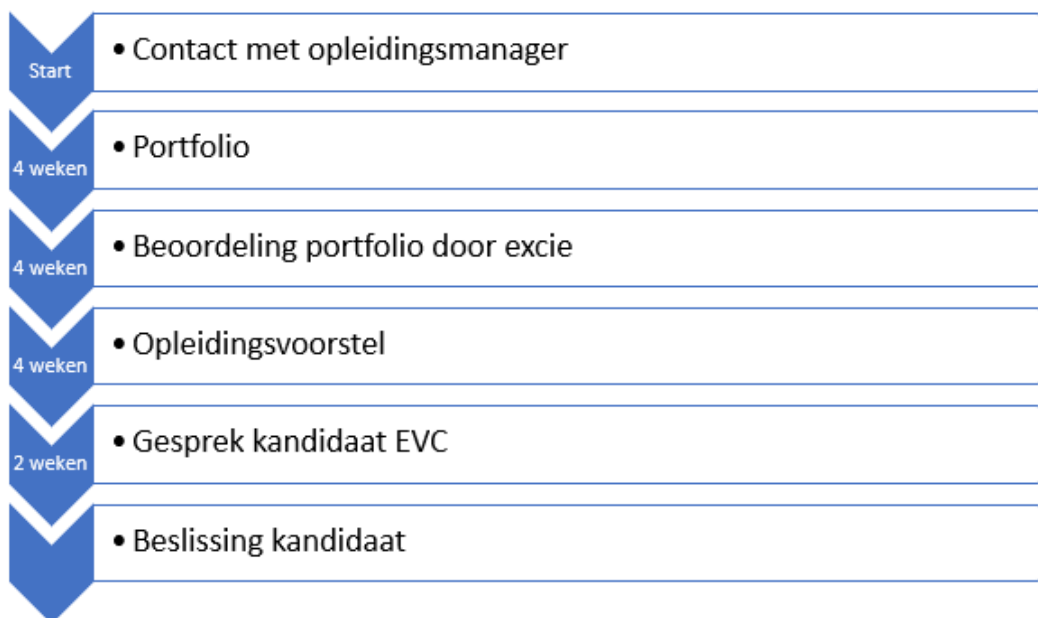 Start
• Contact met opleidingsmanager
4 weken
• Portfolio
4 weken
• Beoordeling portfolio door excie
4 weken
• Opleidingsvoorstel
2 weken
• Gesprek kandidaat EVC
• Beslissing kandidaat